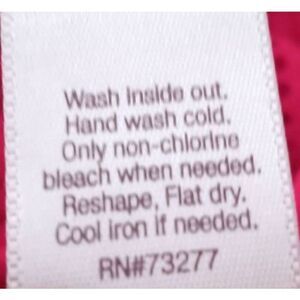 Wash inside out.
Hand wash cold.
Only non-chlorine
bleach when needed.
Reshape, Flat dry.
Cool iron if needed.
RN#73277